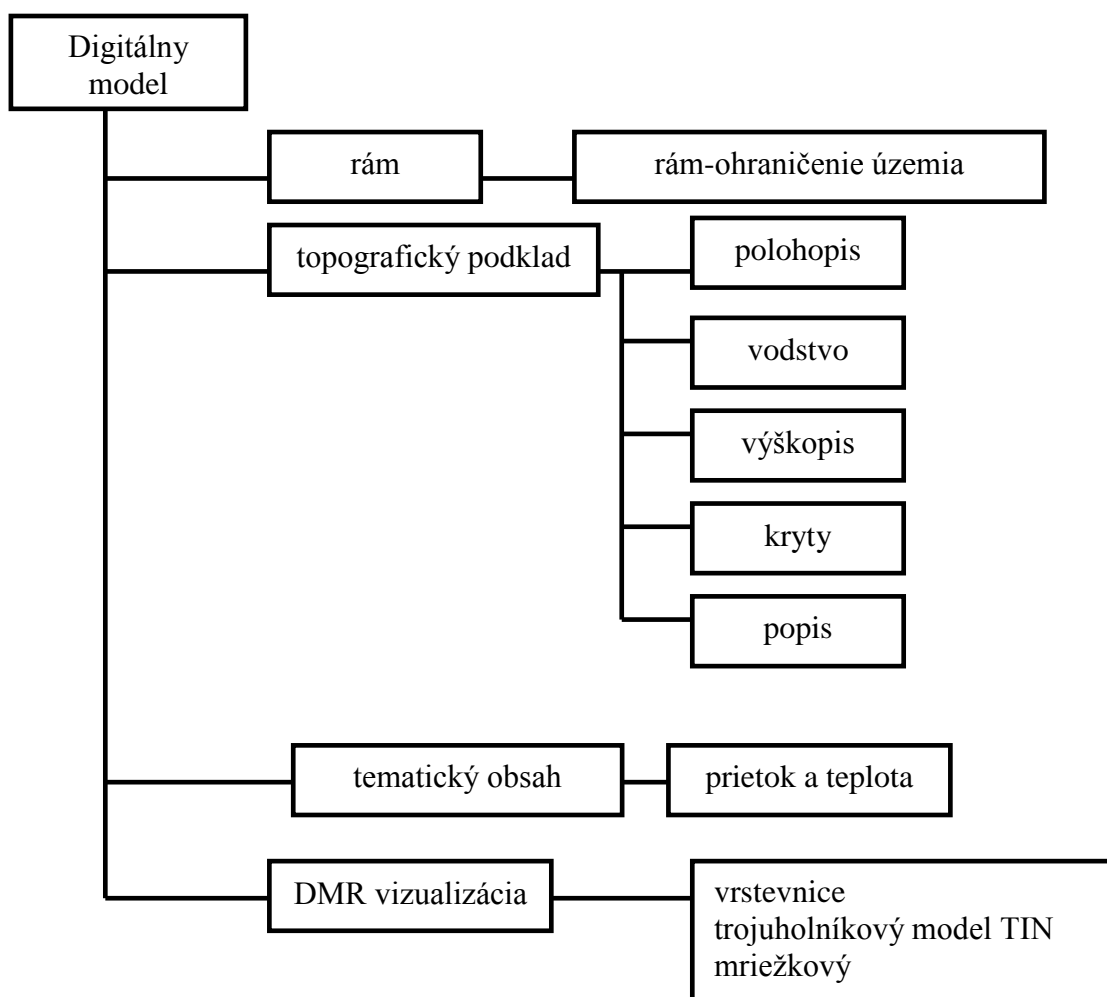 Digitálny
model
rám
rám-ohraničenie územia
topografický podklad
polohopis
vodstvo
výškopis
kryty
popis
tematický obsah
prietok a teplota
DMR vizualizácia
vrstevnice
trojuholníkový model TIN
mriežkový